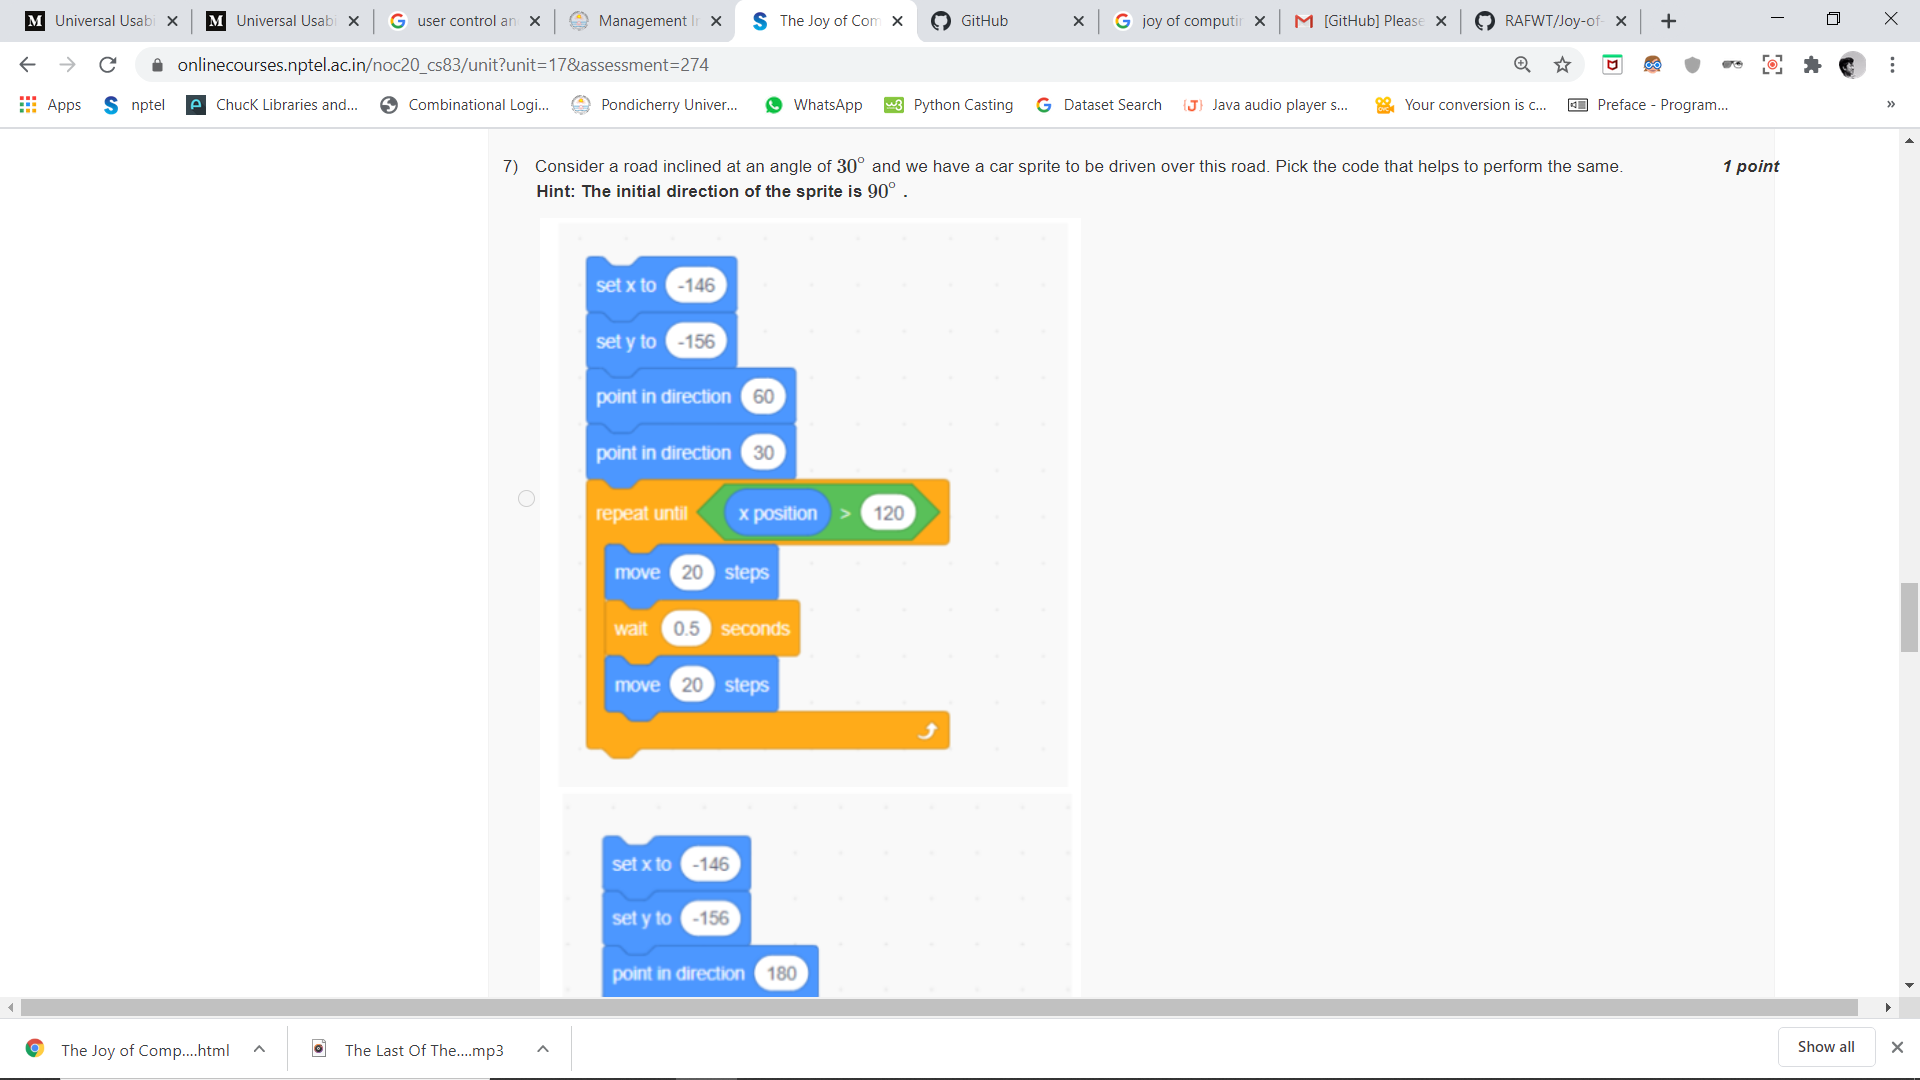 Universal Usabi
Universal Usabi
user control an
Management I
The Joy of Com
GitHub
joy of computi
[GitHub] Please
RAFWT/Joy-of-
onlinecourses.nptel.ac.in/noc20_cs83/unit?unit=17&assessment=274
Apps
nptel
ChucK Libraries and...
Combinational Logi...
Pondicherry Univer...
WhatsApp
Python Casting
Dataset Search
Java audio player s...
Your conversion is c...
Preface - Program...
»
7) Consider a road inclined at an angle of 30° and we have a car sprite to be driven over this road. Pick the code that helps to perform the same. 1 point
Hint: The initial direction of the sprite is 90° .
set x to -146
set y to -156
point in direction 60
point in direction 30
repeat until x position > 120
move 20 steps
wait 0.5 seconds
move 20 steps
set x to -146
set y to -156
point in direction 180
The Joy of Comp....html
The Last Of The....mp3
Show all